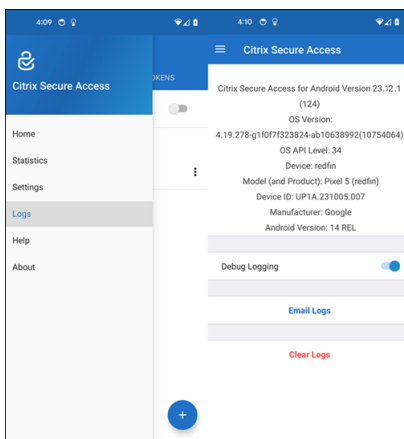 4:09
Citrix Secure Access
OKENS
Home
Statistics
Settings
Logs
Help
About
+
4:10
Citrix Secure Access
Citrix Secure Access for Android Version 23.12.1
(124)
OS Version:
4.19.278-g1f0f7f323824-ab10638992(10754064)
OS API Level: 34
Device: redfin
Model (and Product): Pixel 5 (redfin)
Device ID: UP1A.231005.007
Manufacturer: Google
Android Version: 14 REL
Debug Logging
Email Logs
Clear Logs